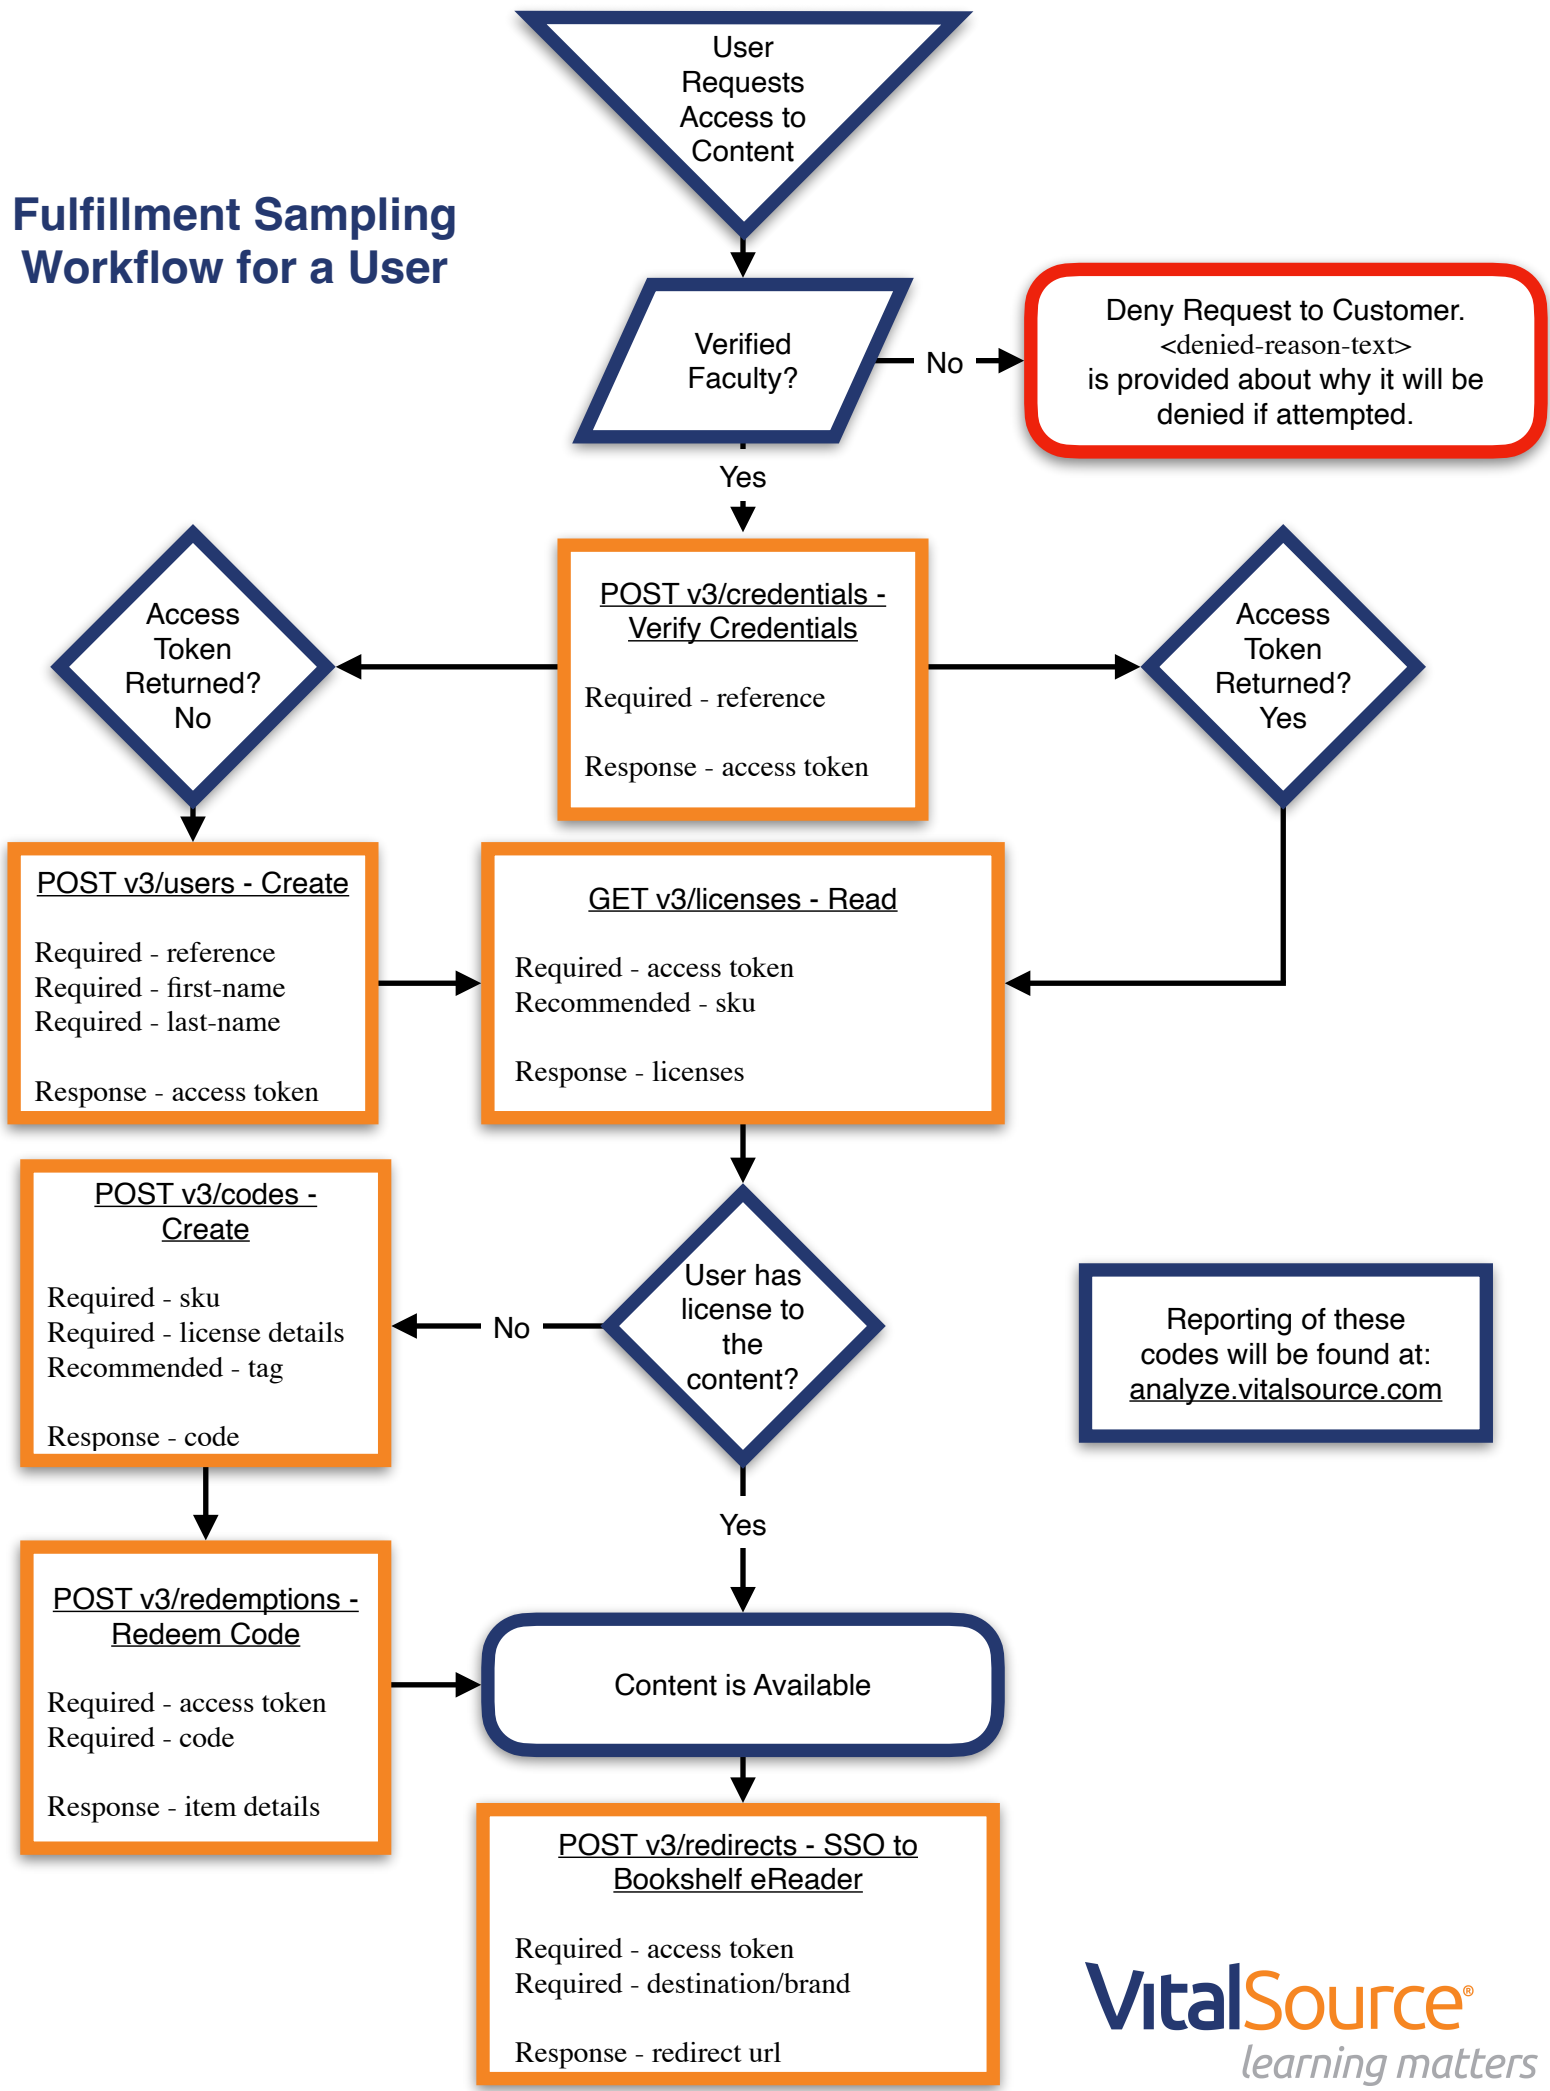 User
Requests
Access to
Content
Fulfillment Sampling
Workflow for a User
Verified
Faculty?
No
Deny Request to Customer.
<denied-reason-text>
is provided about why it will be
denied if attempted.
Yes
Access
Token
Returned?
No
POST v3/credentials -
Verify Credentials
Required - reference
Response - access token
Access
Token
Returned?
Yes
POST v3/users - Create
Required - reference
Required - first-name
Required - last-name
Response - access token
GET v3/licenses - Read
Required - access token
Recommended - sku
Response - licenses
POST v3/codes -
Create
Required - sku
Required - license details
Recommended - tag
Response - code
No
User has
license to
the
content?
Reporting of these
codes will be found at:
analyze.vitalsource.com
Yes
POST v3/redemptions -
Redeem Code
Required - access token
Required - code
Response - item details
Content is Available
POST v3/redirects - SSO to
Bookshelf eReader
Required - access token
Required - destination/brand
Response - redirect url
VitalSource®
learning matters